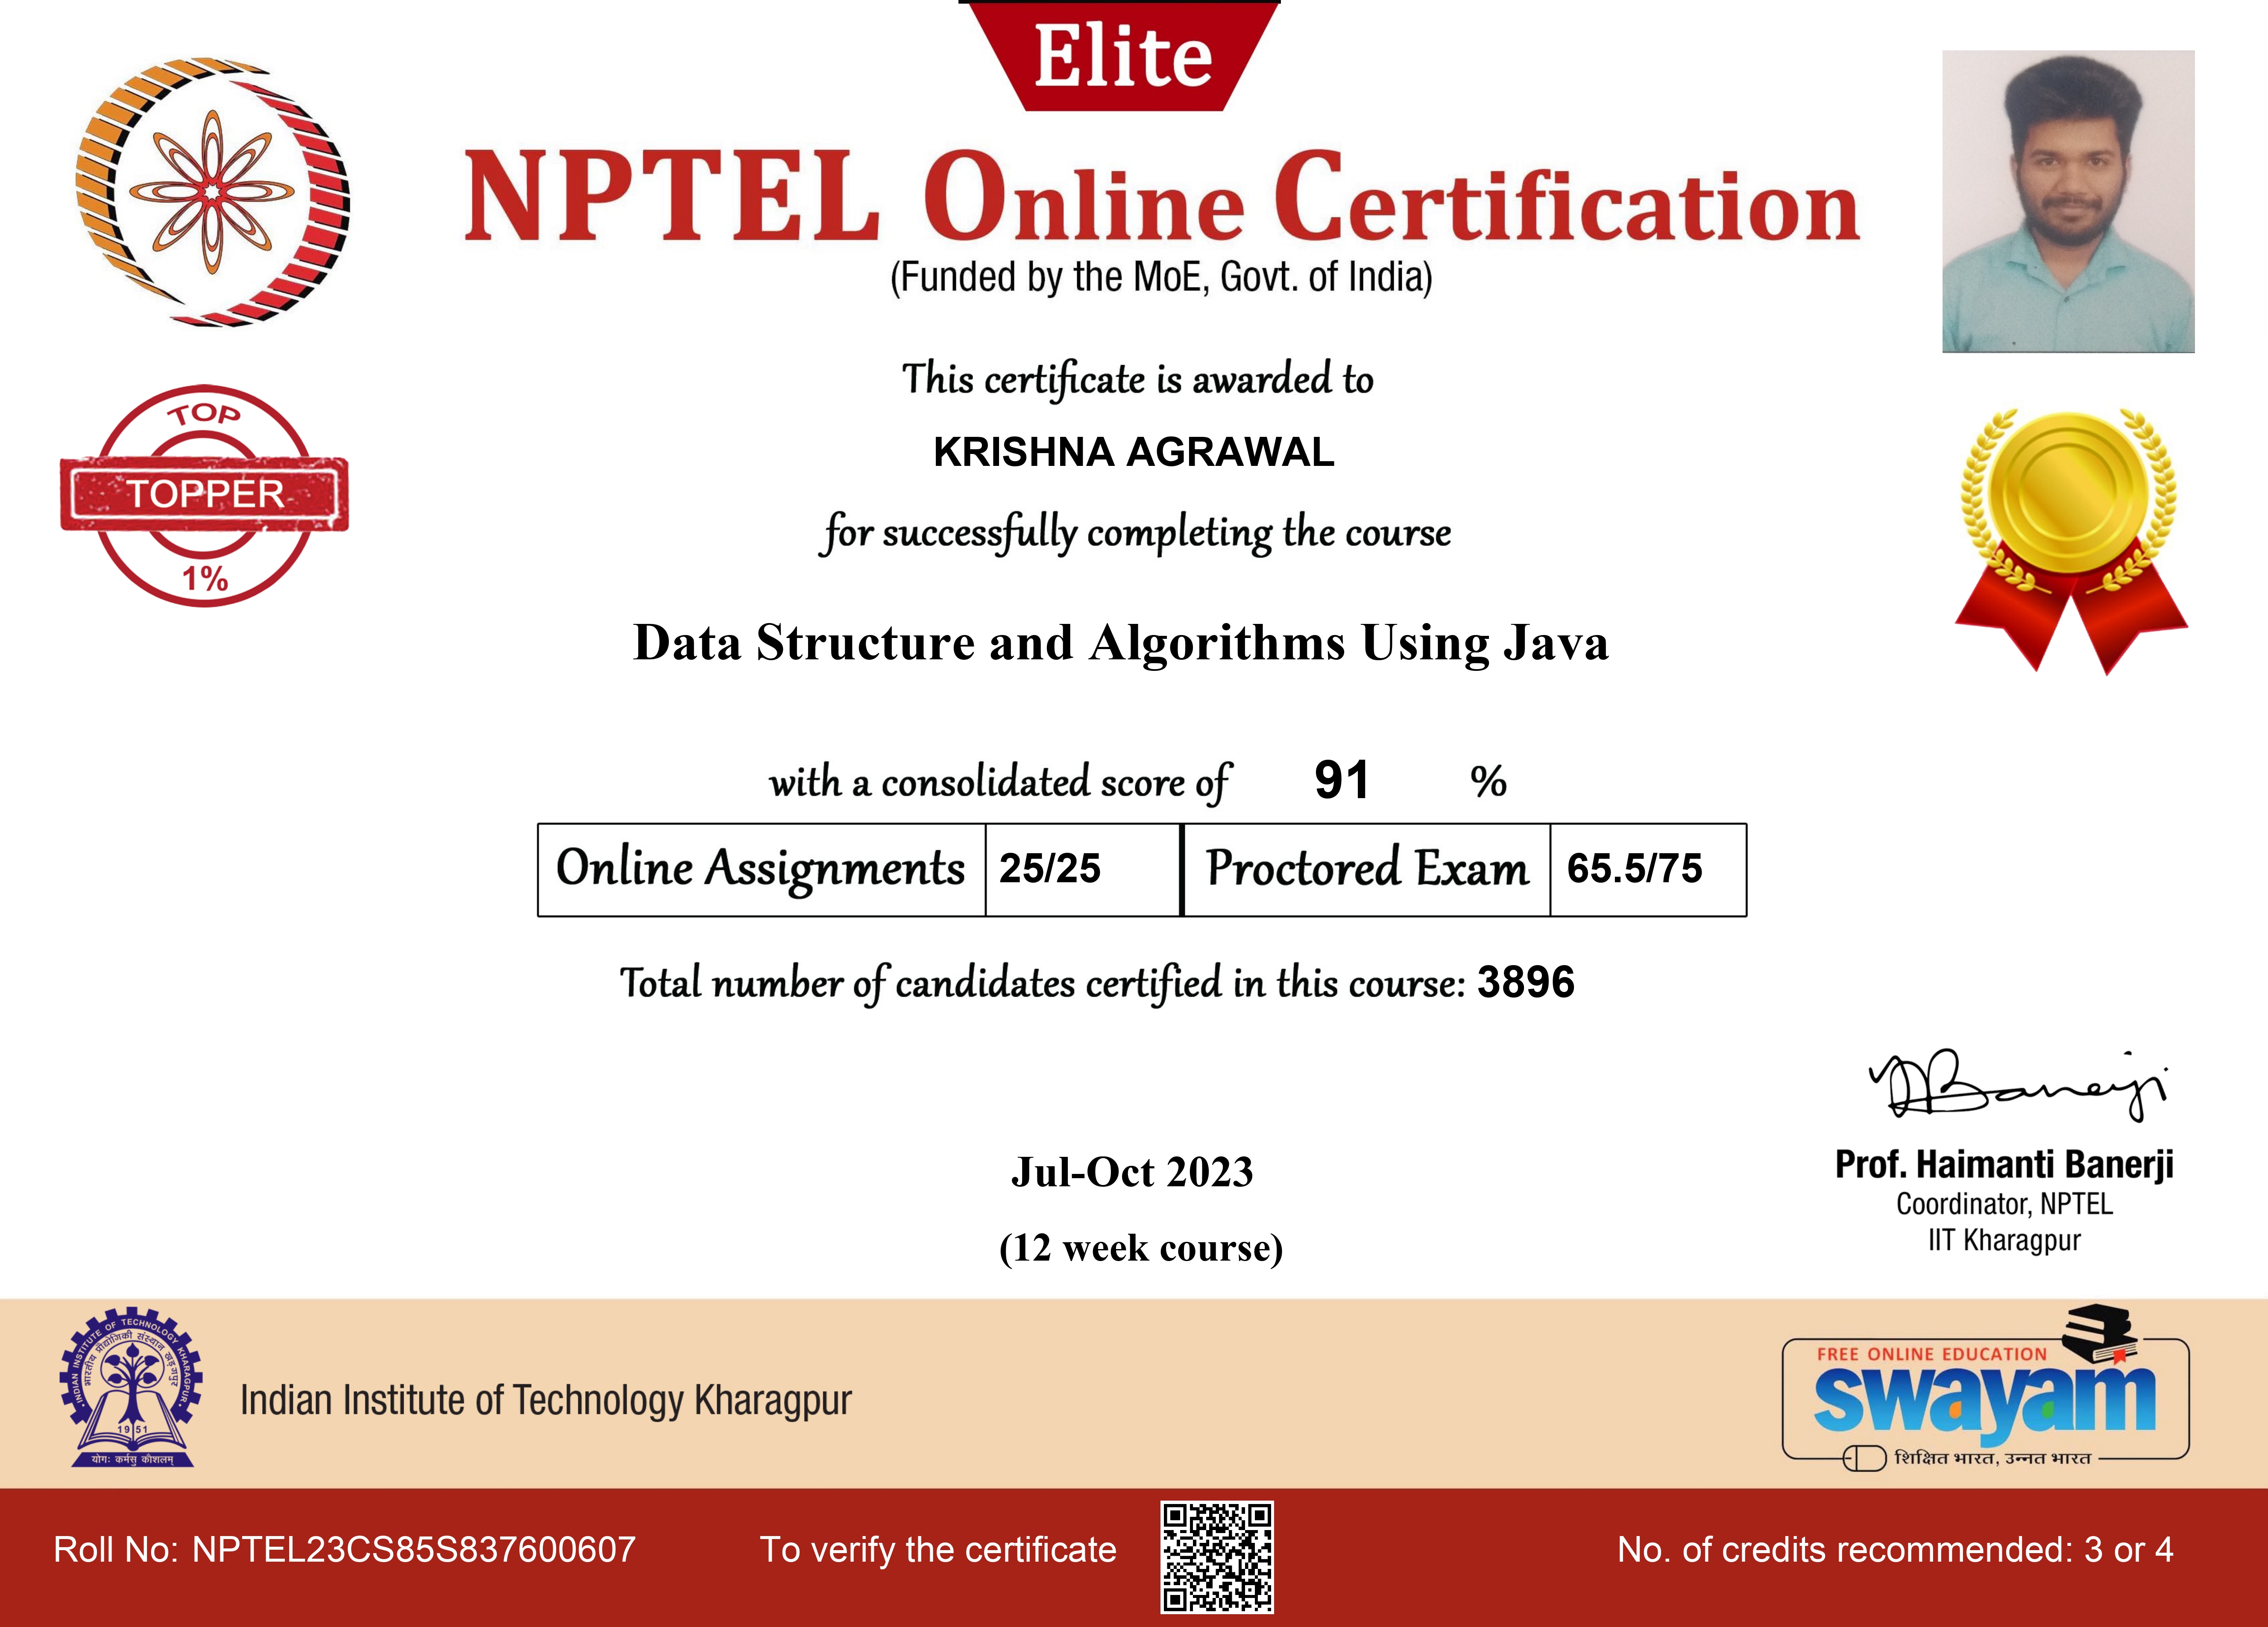 Elite
NPTEL Online Certification
(Funded by the MoE, Govt. of India)
This certificate is awarded to
KRISHNA AGRAWAL
TOP
TOPPER
1%
for successfully completing the course
Data Structure and Algorithms Using Java
with a consolidated score of 91 %
Online Assignments 25/25 Proctored Exam 65.5/75
Total number of candidates certified in this course: 3896
Banerji
Prof. Haimanti Banerji
Coordinator, NPTEL
IIT Kharagpur
Jul-Oct 2023
(12 week course)
INDIAN INSTITUTE OF TECHNOLOGY KHARAGPUR
भारतीय प्रौद्योगिकी संस्थान खड़गपुर
1951
योगः कर्मसु कौशलम्
Indian Institute of Technology Kharagpur
FREE ONLINE EDUCATION
swayam
शिक्षित भारत, उन्नत भारत
Roll No: NPTEL23CS85S837600607
To verify the certificate
No. of credits recommended: 3 or 4